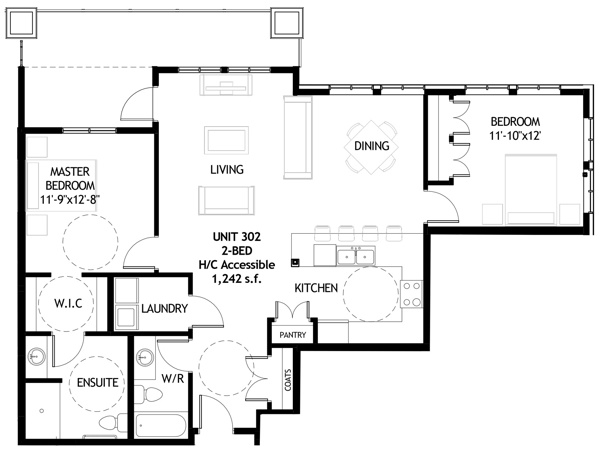 BEDROOM
11'-10"x12'
DINING
MASTER
BEDROOM
11'-9"x12'-8"
LIVING
UNIT 302
2-BED
H/C Accessible
1,242 s.f.
KITCHEN
W.I.C
LAUNDRY
PANTRY
ENSUITE
W/R
COATS